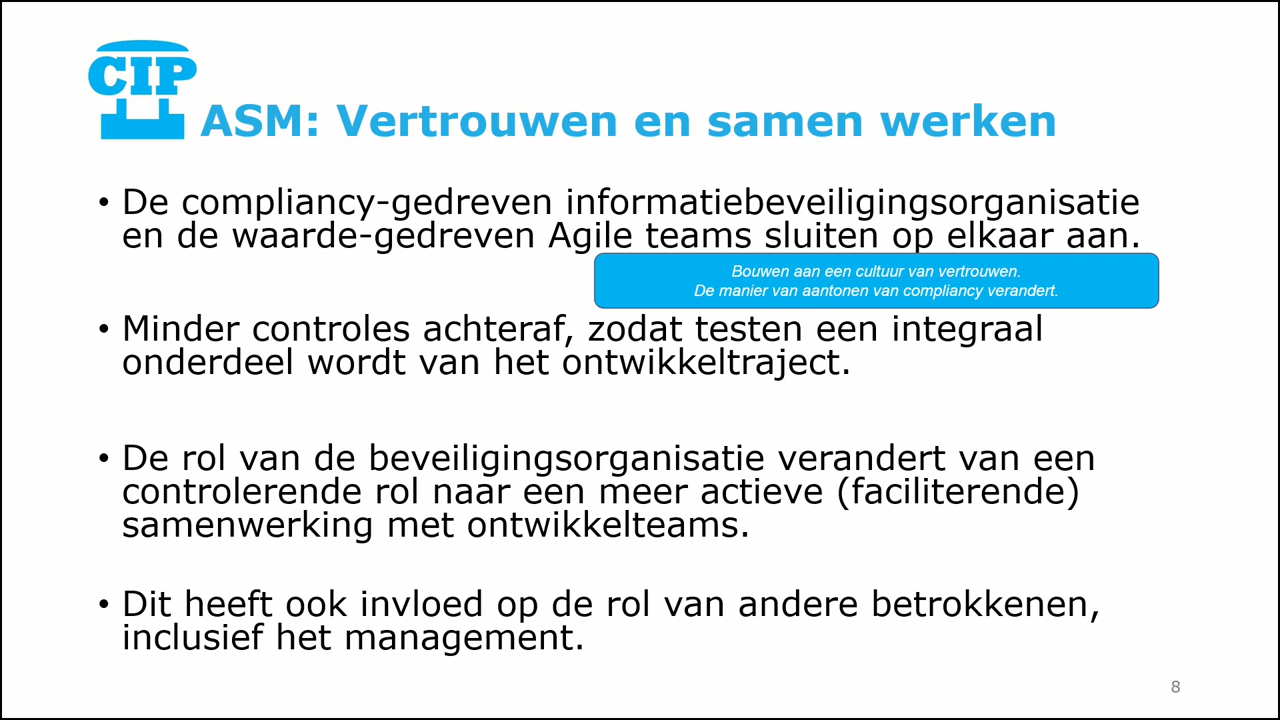 CIP
ASM: Vertrouwen en samen werken
• De compliancy-gedreven informatiebeveiligingsorganisatie
en de waarde-gedreven Agile teams sluiten op elkaar aan.
Bouwen aan een cultuur van vertrouwen.
De manier van aantonen van compliancy verandert.
• Minder controles achteraf, zodat testen een integraal
onderdeel wordt van het ontwikkeltraject.
• De rol van de beveiligingsorganisatie verandert van een
controlerende rol naar een meer actieve (faciliterende)
samenwerking met ontwikkelteams.
• Dit heeft ook invloed op de rol van andere betrokkenen,
inclusief het management.
8